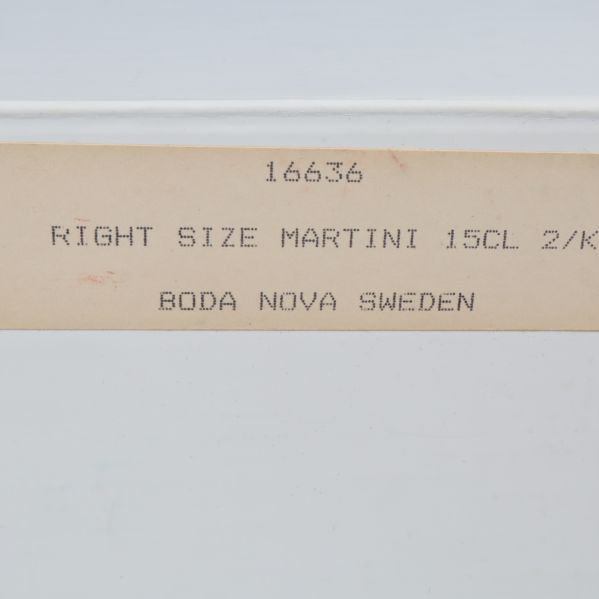 16636
RIGHT SIZE MARTINI 15CL 2/K
BODA NOVA SWEDEN